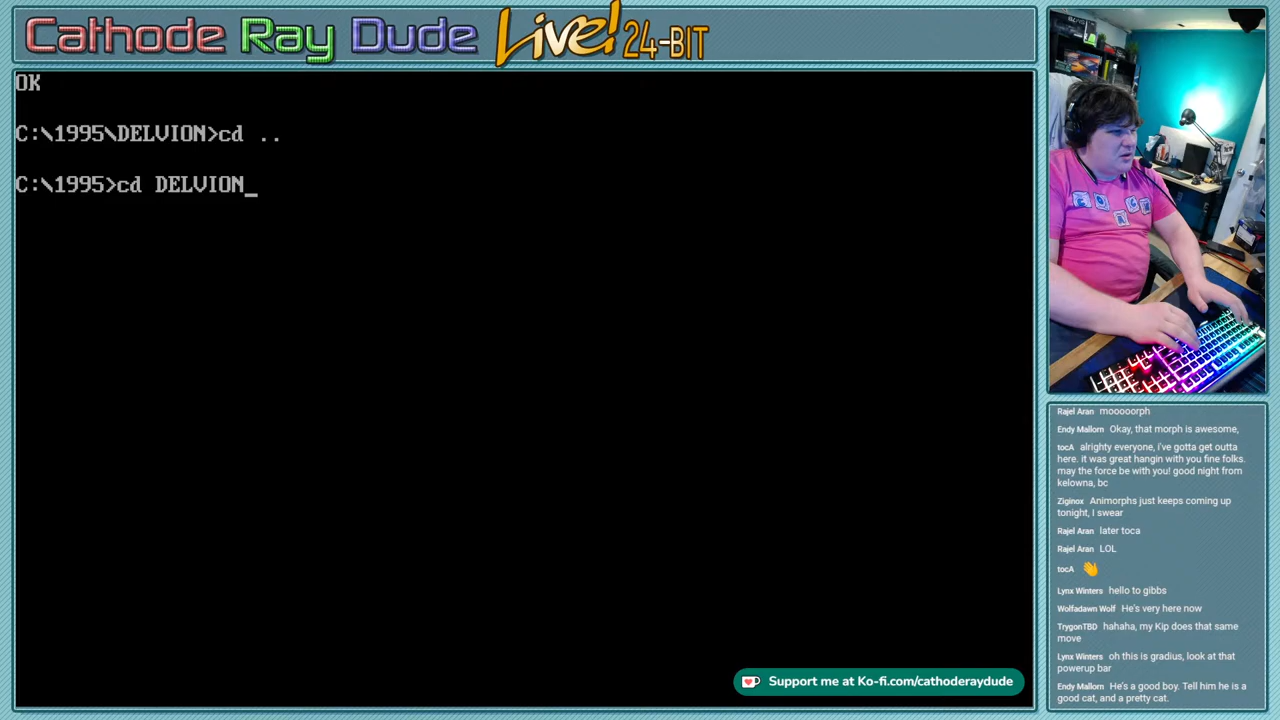 Cathode Ray Dude Live! 24-BIT
OK
C:\1995\DELVION>cd ..
C:\1995>cd DELVION_
Support me at Ko-fi.com/cathoderaydude
Rajel Aran mooooorph
Endy Mallorn Okay, that morph is awesome,
tocA alrighty everyone, i've gotta get outta
here. it was great hangin with you fine folks.
may the force be with you! good night from
kelowna, bc
Ziginox Animorphs just keeps coming up
tonight, I swear
Rajel Aran later toca
Rajel Aran LOL
tocA 👋
Lynx Winters hello to gibbs
Wolfadawn Wolf He's very here now
TrygonTBD hahaha, my Kip does that same
move
Lynx Winters oh this is gradius, look at that
powerup bar
Endy Mallorn He's a good boy. Tell him he is a
good cat, and a pretty cat.